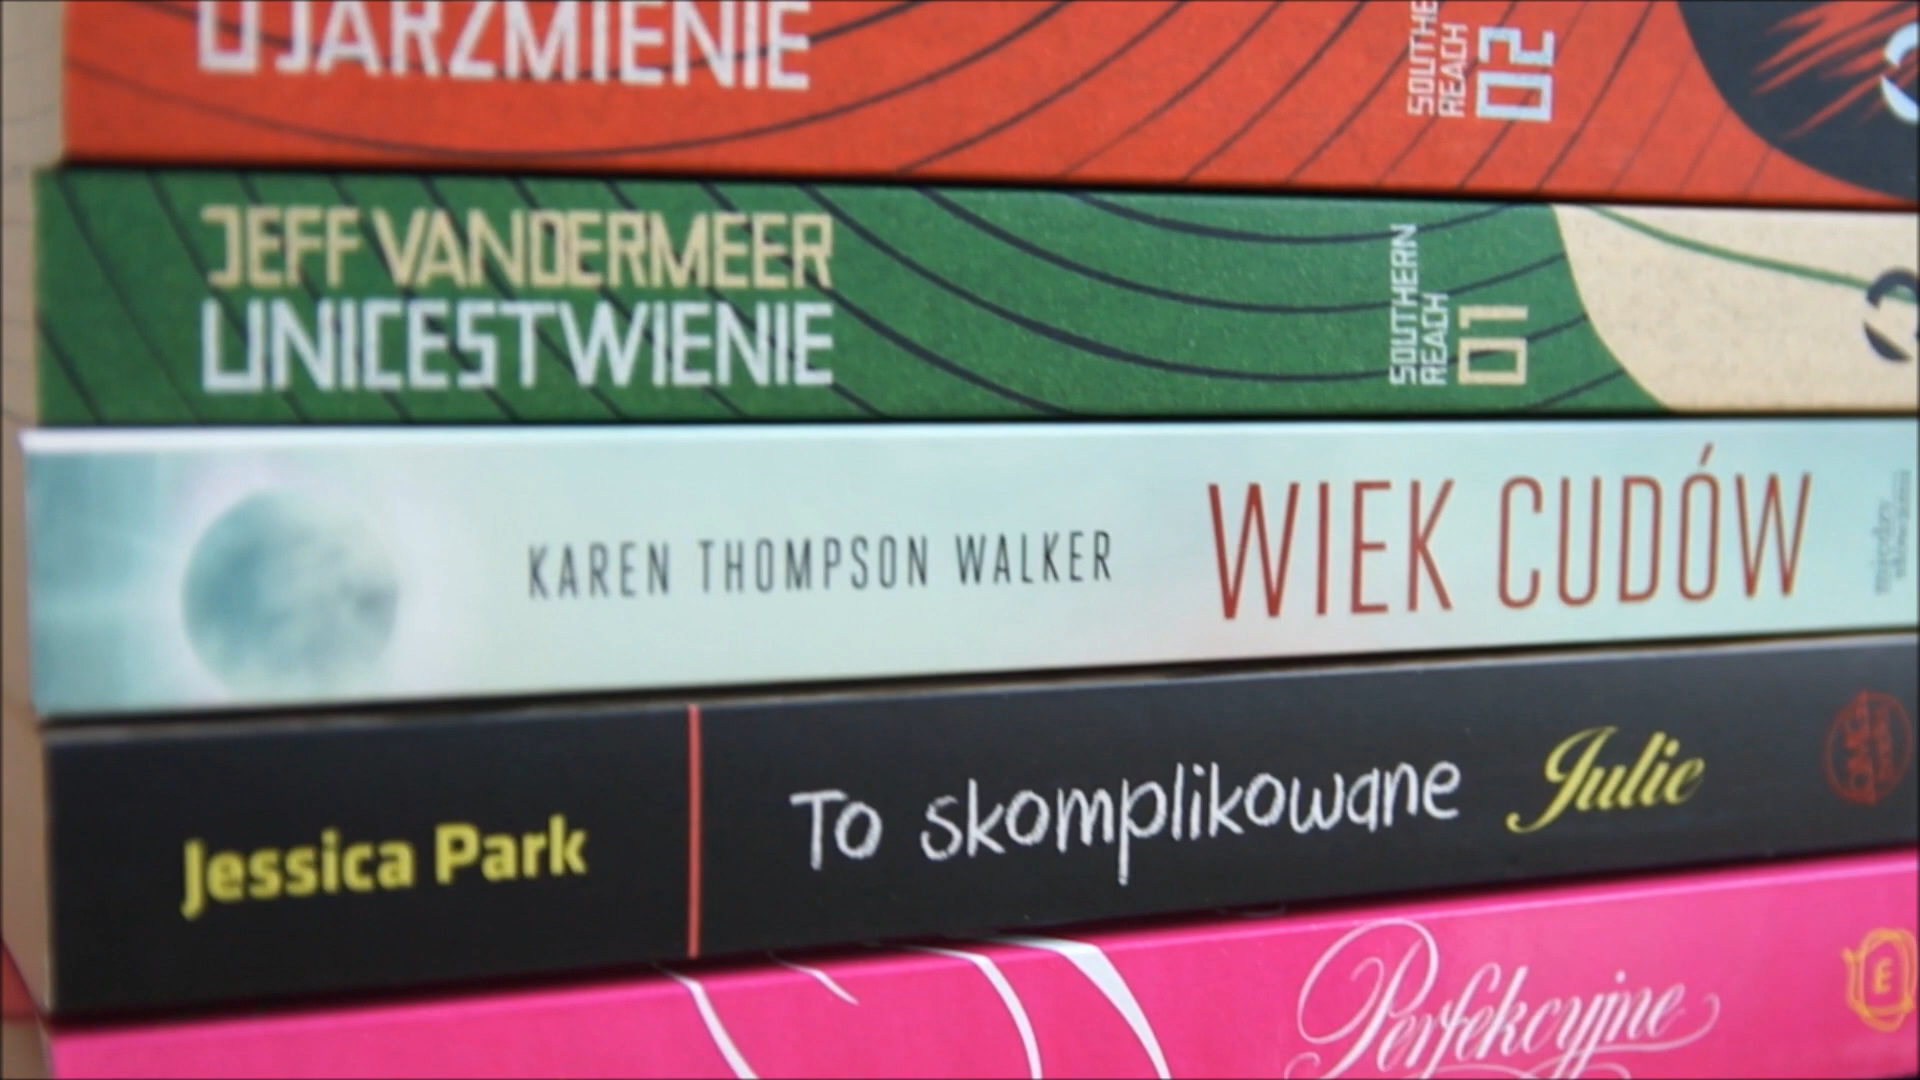 UJARZMIENIE
SOUTHE
REACH
02
JEFF VANDERMEER
UNICESTWIENIE
SOUTHERN
REACH
01
KAREN THOMPSON WALKER
WIEK CUDÓW
Jessica Park
To skomplikowane Julie
Perfekcyjne
E